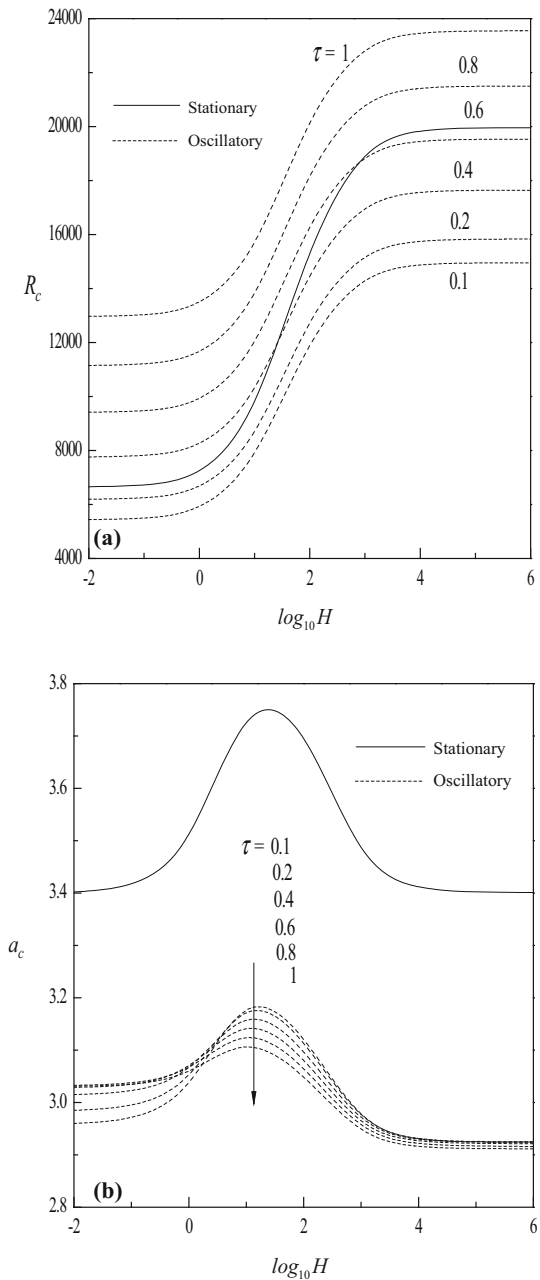 24000
τ = 1
0.8
Stationary
0.6
20000
Oscillatory
0.4
16000
0.2
R_c
0.1
12000
8000
(a)
4000
-2
0
2
4
6
log₁₀H
3.8
Stationary
Oscillatory
3.6
τ = 0.1
0.2
3.4
0.4
0.6
a_c
0.8
1
3.2
3.0
(b)
2.8
-2
0
2
4
6
log₁₀H